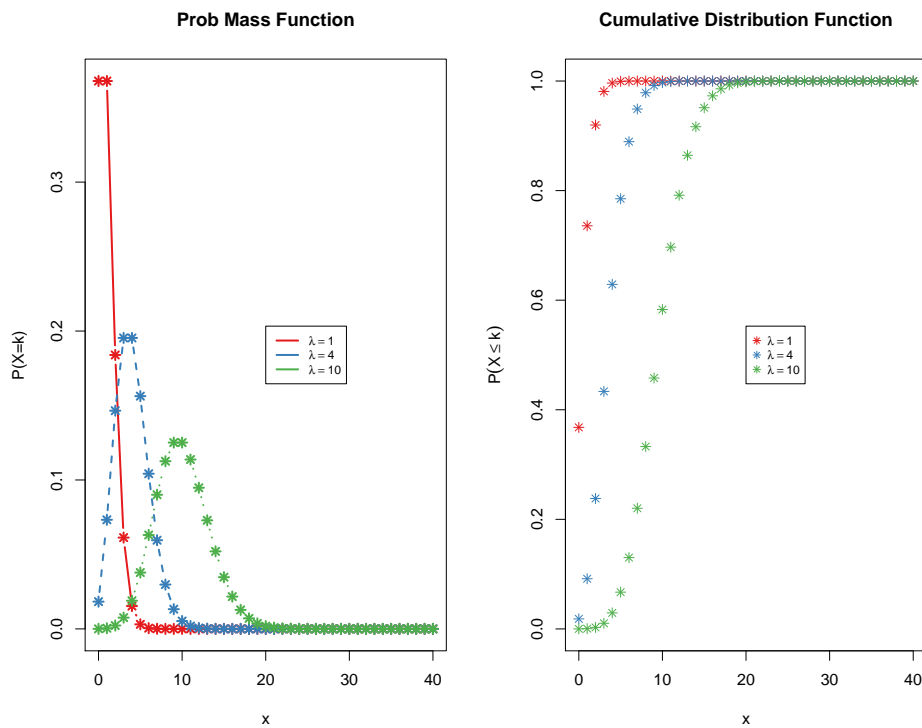 Prob Mass Function
P(X=k)
0.0
0.1
0.2
0.3
λ = 1
λ = 4
λ = 10
0
10
20
30
40
x
Cumulative Distribution Function
P(X ≤ k)
0.0
0.2
0.4
0.6
0.8
1.0
λ = 1
λ = 4
λ = 10
0
10
20
30
40
x